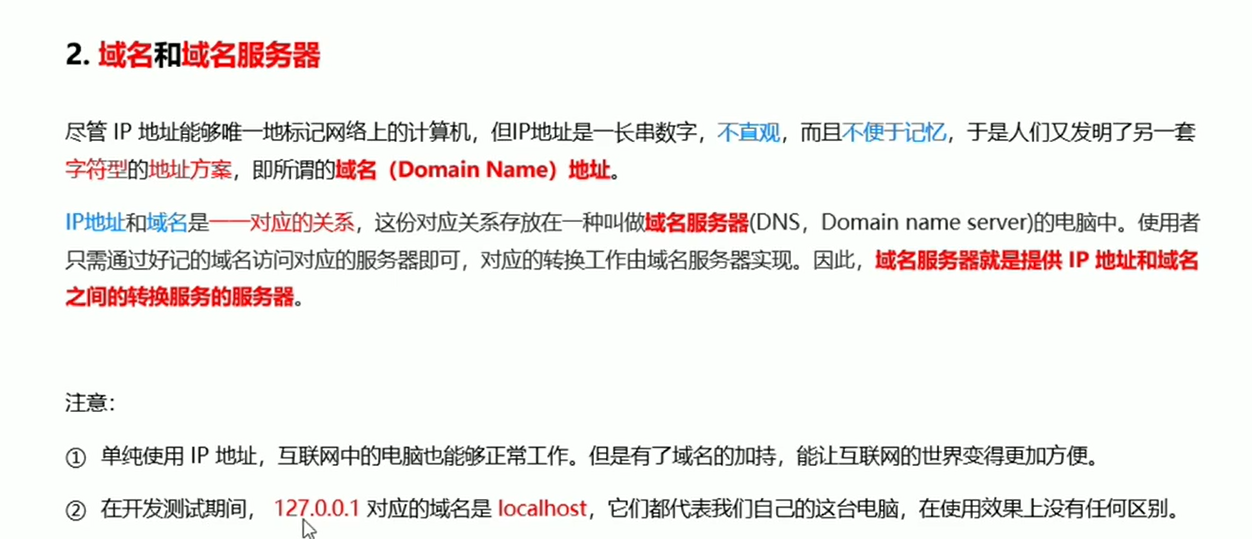 2. 域名和域名服务器
尽管 IP 地址能够唯一地标记网络上的计算机，但IP地址是一长串数字，不直观，而且不便于记忆，于是人们又发明了另一套
字符型的地址方案，即所谓的域名（Domain Name）地址。
IP地址和域名是一一对应的关系，这份对应关系存放在一种叫做域名服务器(DNS，Domain name server)的电脑中。使用者
只需通过好记的域名访问对应的服务器即可，对应的转换工作由域名服务器实现。因此，域名服务器就是提供 IP 地址和域名
之间的转换服务的服务器。
注意：
① 单纯使用 IP 地址，互联网中的电脑也能够正常工作。但是有了域名的加持，能让互联网的世界变得更加方便。
② 在开发测试期间， 127.0.0.1 对应的域名是 localhost，它们都代表我们自己的这台电脑，在使用效果上没有任何区别。